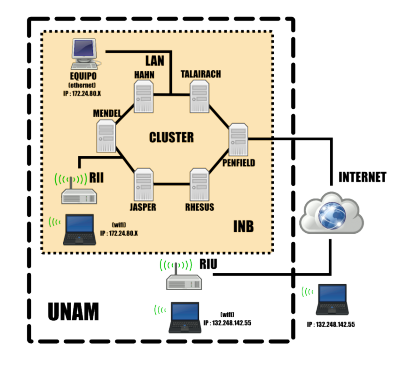 LAN
EQUIPO
(ethernet)
IP : 172.24.80.X
HAHN
TALAIRACH
MENDEL
CLUSTER
PENFIELD
RII
INTERNET
JASPER
RHESUS
(wifi)
IP : 172.24.80.X
INB
RIU
UNAM
(wifi)
IP : 132.248.142.55
IP : 132.248.142.55